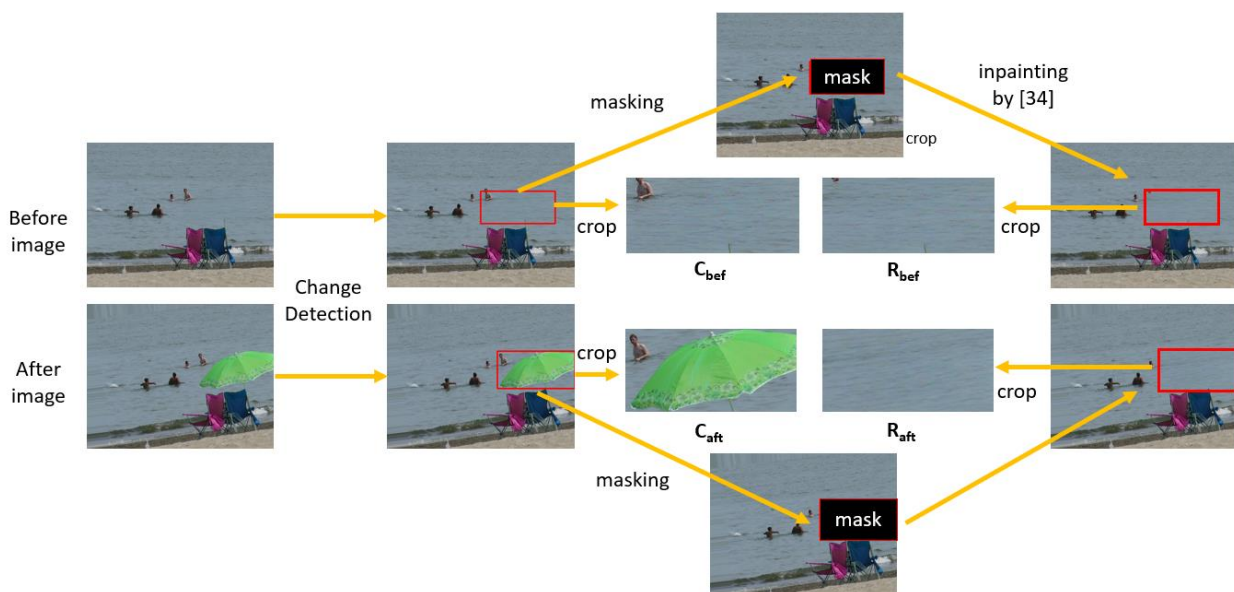 mask
inpainting
by [34]
masking
crop
Before
image
crop
crop
C_bef
R_bef
Change
Detection
After
image
crop
crop
C_aft
R_aft
masking
mask